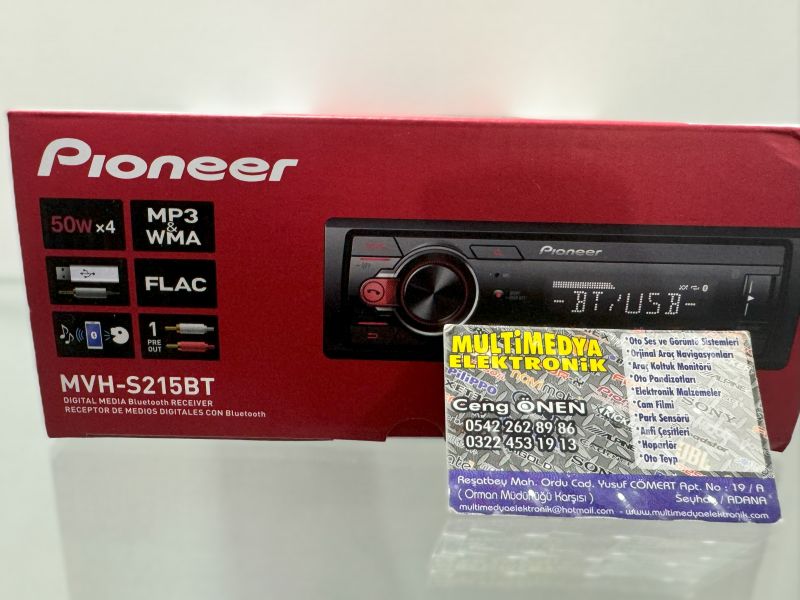 Pioneer
50W x4
MP3
&
WMA
FLAC
1
PRE
OUT
MVH-S215BT
DIGITAL MEDIA Bluetooth RECEIVER
RECEPTOR DE MEDIOS DIGITALES CON Bluetooth
Pioneer
-BT/USB-
MULTİMEDYA
ELEKTRONİK
Ceng ÖNEN
0542 262 89 86
0322 453 19 13
*Oto Ses ve Görüntü Sistemleri
*Orjinal Araç Navigasyonları
*Araç Koltuk Monitörü
*Oto Pandizotları
*Elektronik Malzemeler
*Cam Filmi
*Park Sensörü
*Anfi Çeşitleri
*Hoparlör
*Oto Teyp
Reşatbey Mah. Ordu Cad. Yusuf CÖMERT Apt. No : 19 / A
( Orman Müdürlüğü Karşısı ) Seyhan / ADANA
multimedyaelektronik@hotmail.com - www.multimedyaelektronik.com